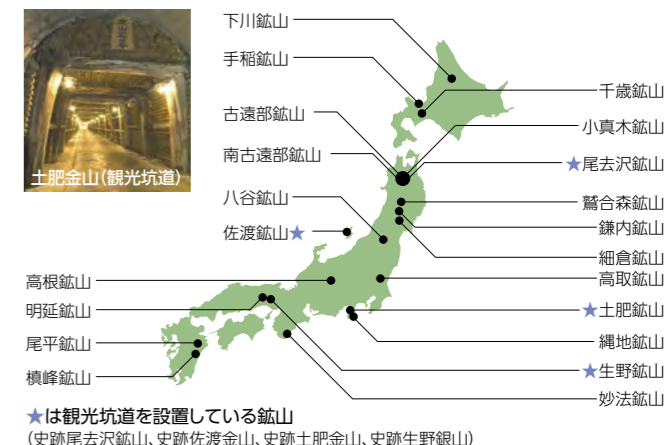 下川鉱山
手稲鉱山
千歳鉱山
古遠部鉱山
小真木鉱山
南古遠部鉱山
★尾去沢鉱山
土肥金山(観光坑道)
八谷鉱山
鷲合森鉱山
佐渡鉱山★
鎌内鉱山
細倉鉱山
高根鉱山
高取鉱山
明延鉱山
★土肥鉱山
尾平鉱山
縄地鉱山
槙峰鉱山
★生野鉱山
妙法鉱山
★は観光坑道を設置している鉱山
(史跡尾去沢鉱山、史跡佐渡金山、史跡土肥金山、史跡生野銀山)